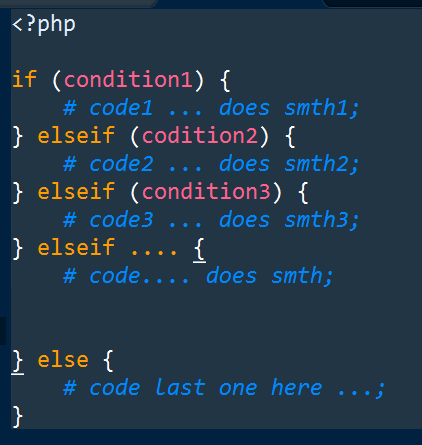 <?php
if (condition1) {
# code1 ... does smth1;
} elseif (codition2) {
# code2 ... does smth2;
} elseif (condition3) {
# code3 ... does smth3;
} elseif .... {
# code.... does smth;
} else {
# code last one here ...;
}